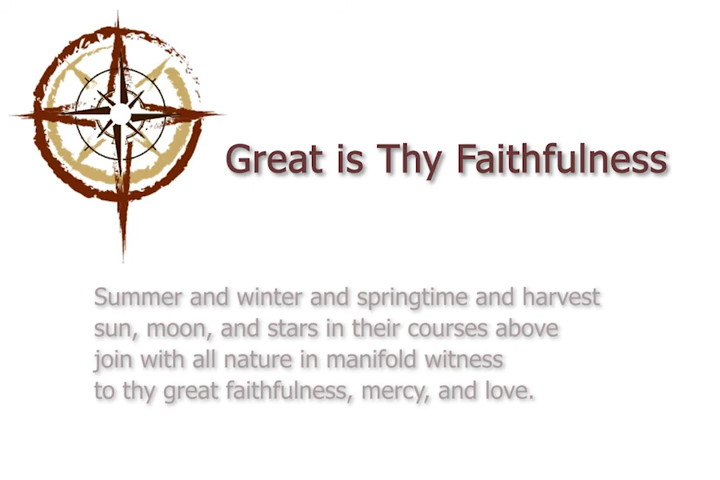 Great is Thy Faithfulness
Summer and winter and springtime and harvest
sun, moon, and stars in their courses above
join with all nature in manifold witness
to thy great faithfulness, mercy, and love.